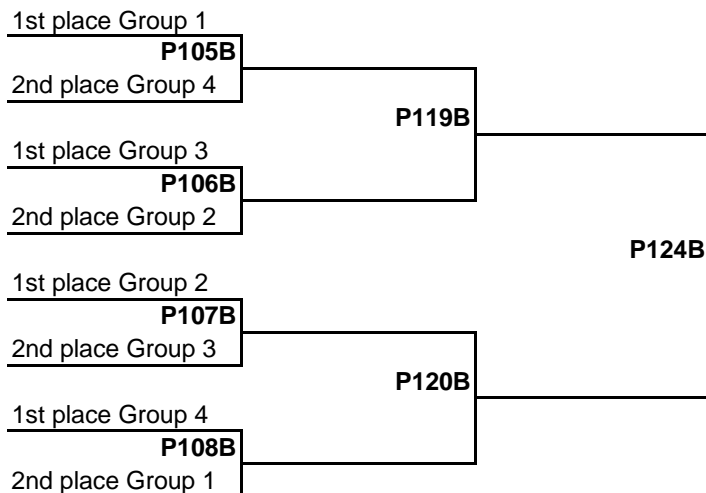 1st place Group 1
P105B
2nd place Group 4
P119B
1st place Group 3
P106B
2nd place Group 2
P124B
1st place Group 2
P107B
2nd place Group 3
P120B
1st place Group 4
P108B
2nd place Group 1